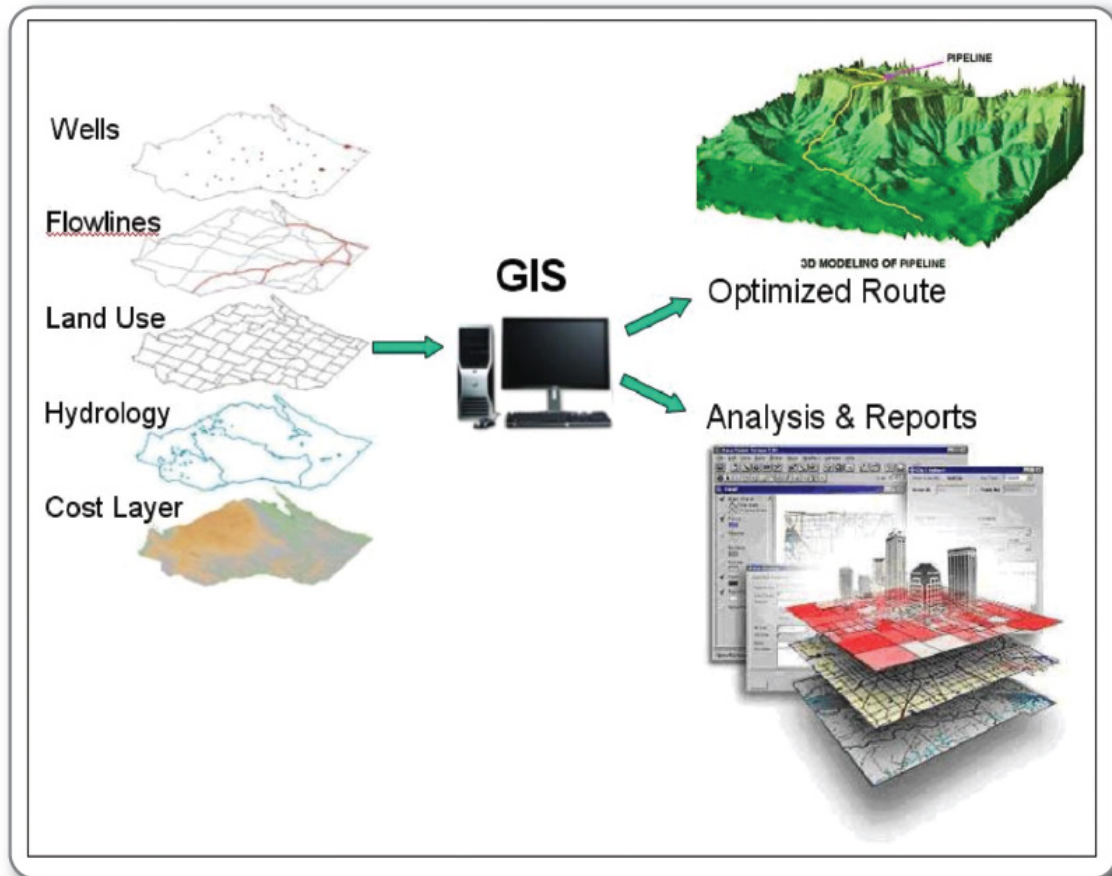 Wells
Flowlines
Land Use
Hydrology
Cost Layer
GIS
PIPELINE
3D MODELING OF PIPELINE
Optimized Route
Analysis & Reports